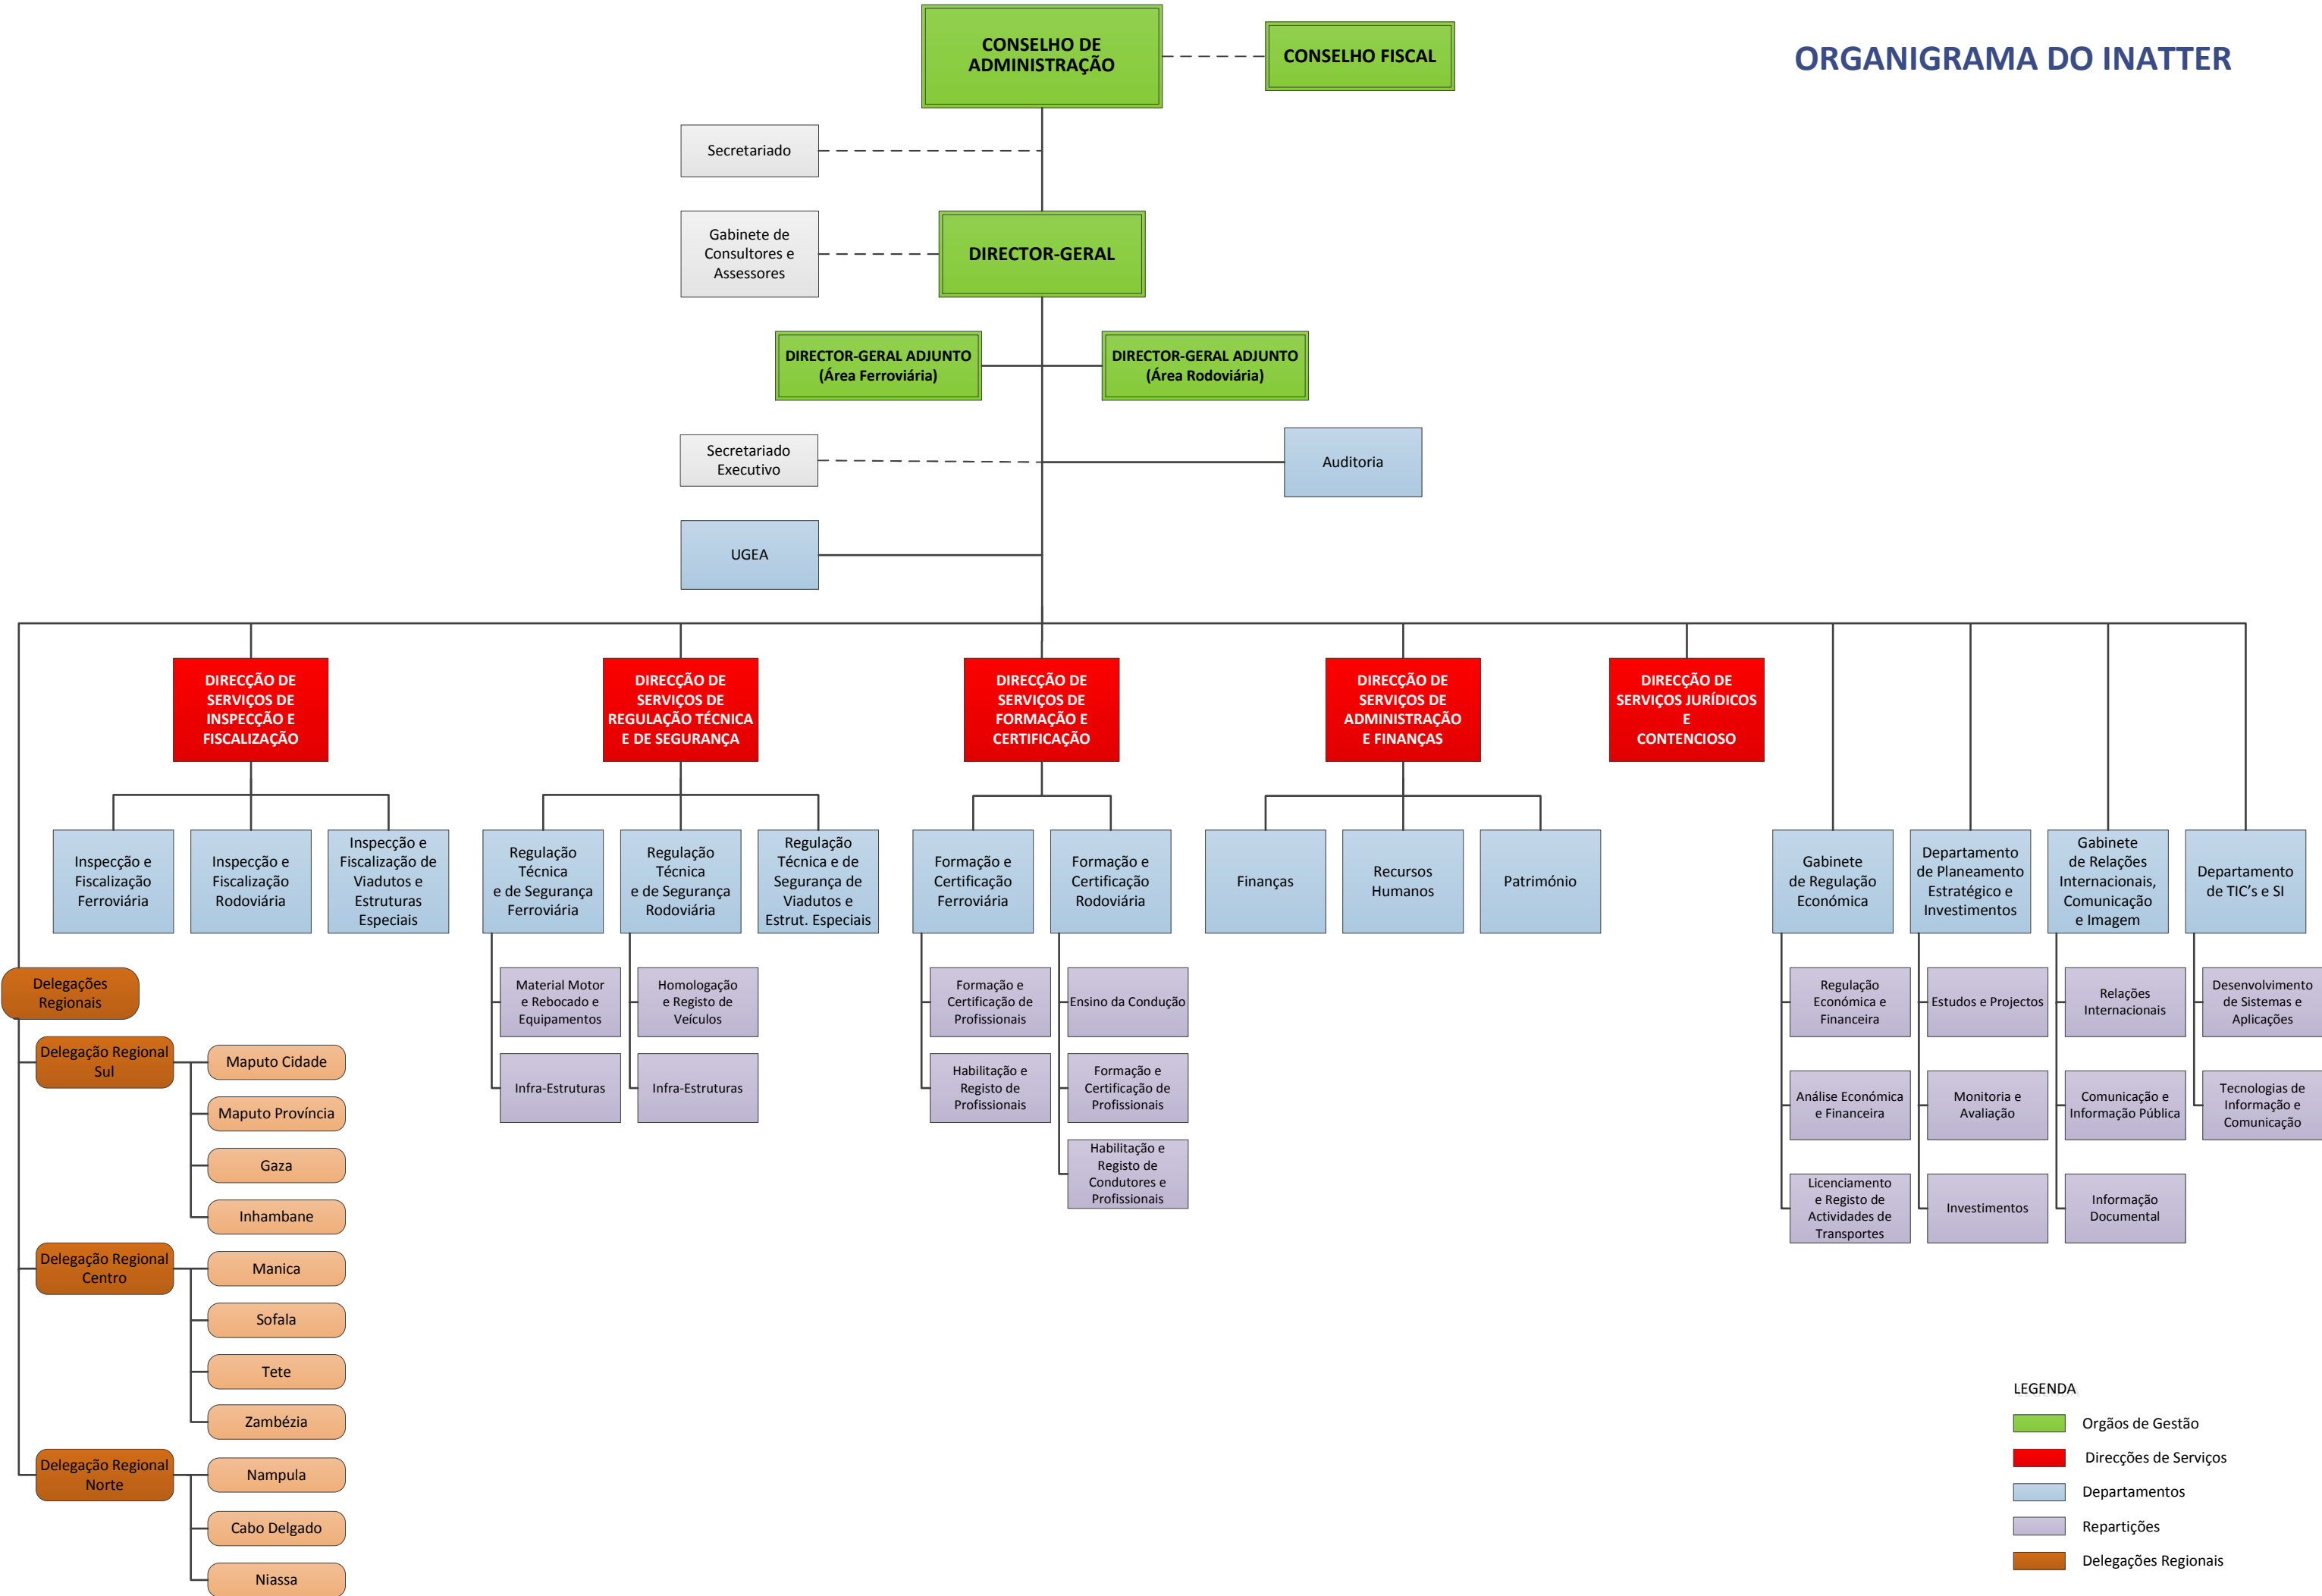 CONSELHO DE
ADMINISTRAÇÃO
CONSELHO FISCAL
ORGANIGRAMA DO INATTER
Secretariado
Gabinete de
Consultores e
Assessores
DIRECTOR-GERAL
DIRECTOR-GERAL ADJUNTO
(Área Ferroviária)
DIRECTOR-GERAL ADJUNTO
(Área Rodoviária)
Secretariado
Executivo
Auditoria
UGEA
DIRECÇÃO DE
SERVIÇOS DE
INSPECÇÃO E
FISCALIZAÇÃO
DIRECÇÃO DE
SERVIÇOS DE
REGULAÇÃO TÉCNICA
E DE SEGURANÇA
DIRECÇÃO DE
SERVIÇOS DE
FORMAÇÃO E
CERTIFICAÇÃO
DIRECÇÃO DE
SERVIÇOS DE
ADMINISTRAÇÃO
E FINANÇAS
DIRECÇÃO DE
SERVIÇOS JURÍDICOS
E
CONTENCIOSO
Inspecção e
Fiscalização
Ferroviária
Inspecção e
Fiscalização
Rodoviária
Inspecção e
Fiscalização de
Viadutos e
Estruturas
Especiais
Regulação
Técnica
e de Segurança
Ferroviária
Regulação
Técnica
e de Segurança
Rodoviária
Regulação
Técnica e de
Segurança de
Viadutos e
Estrut. Especiais
Formação e
Certificação
Ferroviária
Formação e
Certificação
Rodoviária
Finanças
Recursos
Humanos
Património
Gabinete
de Regulação
Económica
Departamento
de Planeamento
Estratégico e
Investimentos
Gabinete
de Relações
Internacionais,
Comunicação
e Imagem
Departamento
de TIC’s e SI
Delegações
Regionais
Material Motor
e Rebocado e
Equipamentos
Homologação
e Registo de
Veículos
Formação e
Certificação de
Profissionais
Ensino da Condução
Regulação
Económica e
Financeira
Estudos e Projectos
Relações
Internacionais
Desenvolvimento
de Sistemas e
Aplicações
Delegação Regional
Sul
Maputo Cidade
Maputo Província
Gaza
Inhambane
Infra-Estruturas
Infra-Estruturas
Habilitação e
Registo de
Profissionais
Formação e
Certificação de
Profissionais
Análise Económica
e Financeira
Monitoria e
Avaliação
Comunicação e
Informação Pública
Tecnologias de
Informação e
Comunicação
Habilitação e
Registo de
Condutores e
Profissionais
Licenciamento
e Registo de
Actividades de
Transportes
Investimentos
Informação
Documental
Delegação Regional
Centro
Manica
Sofala
Tete
Zambézia
Delegação Regional
Norte
Nampula
Cabo Delgado
Niassa
LEGENDA
Orgãos de Gestão
Direcções de Serviços
Departamentos
Repartições
Delegações Regionais